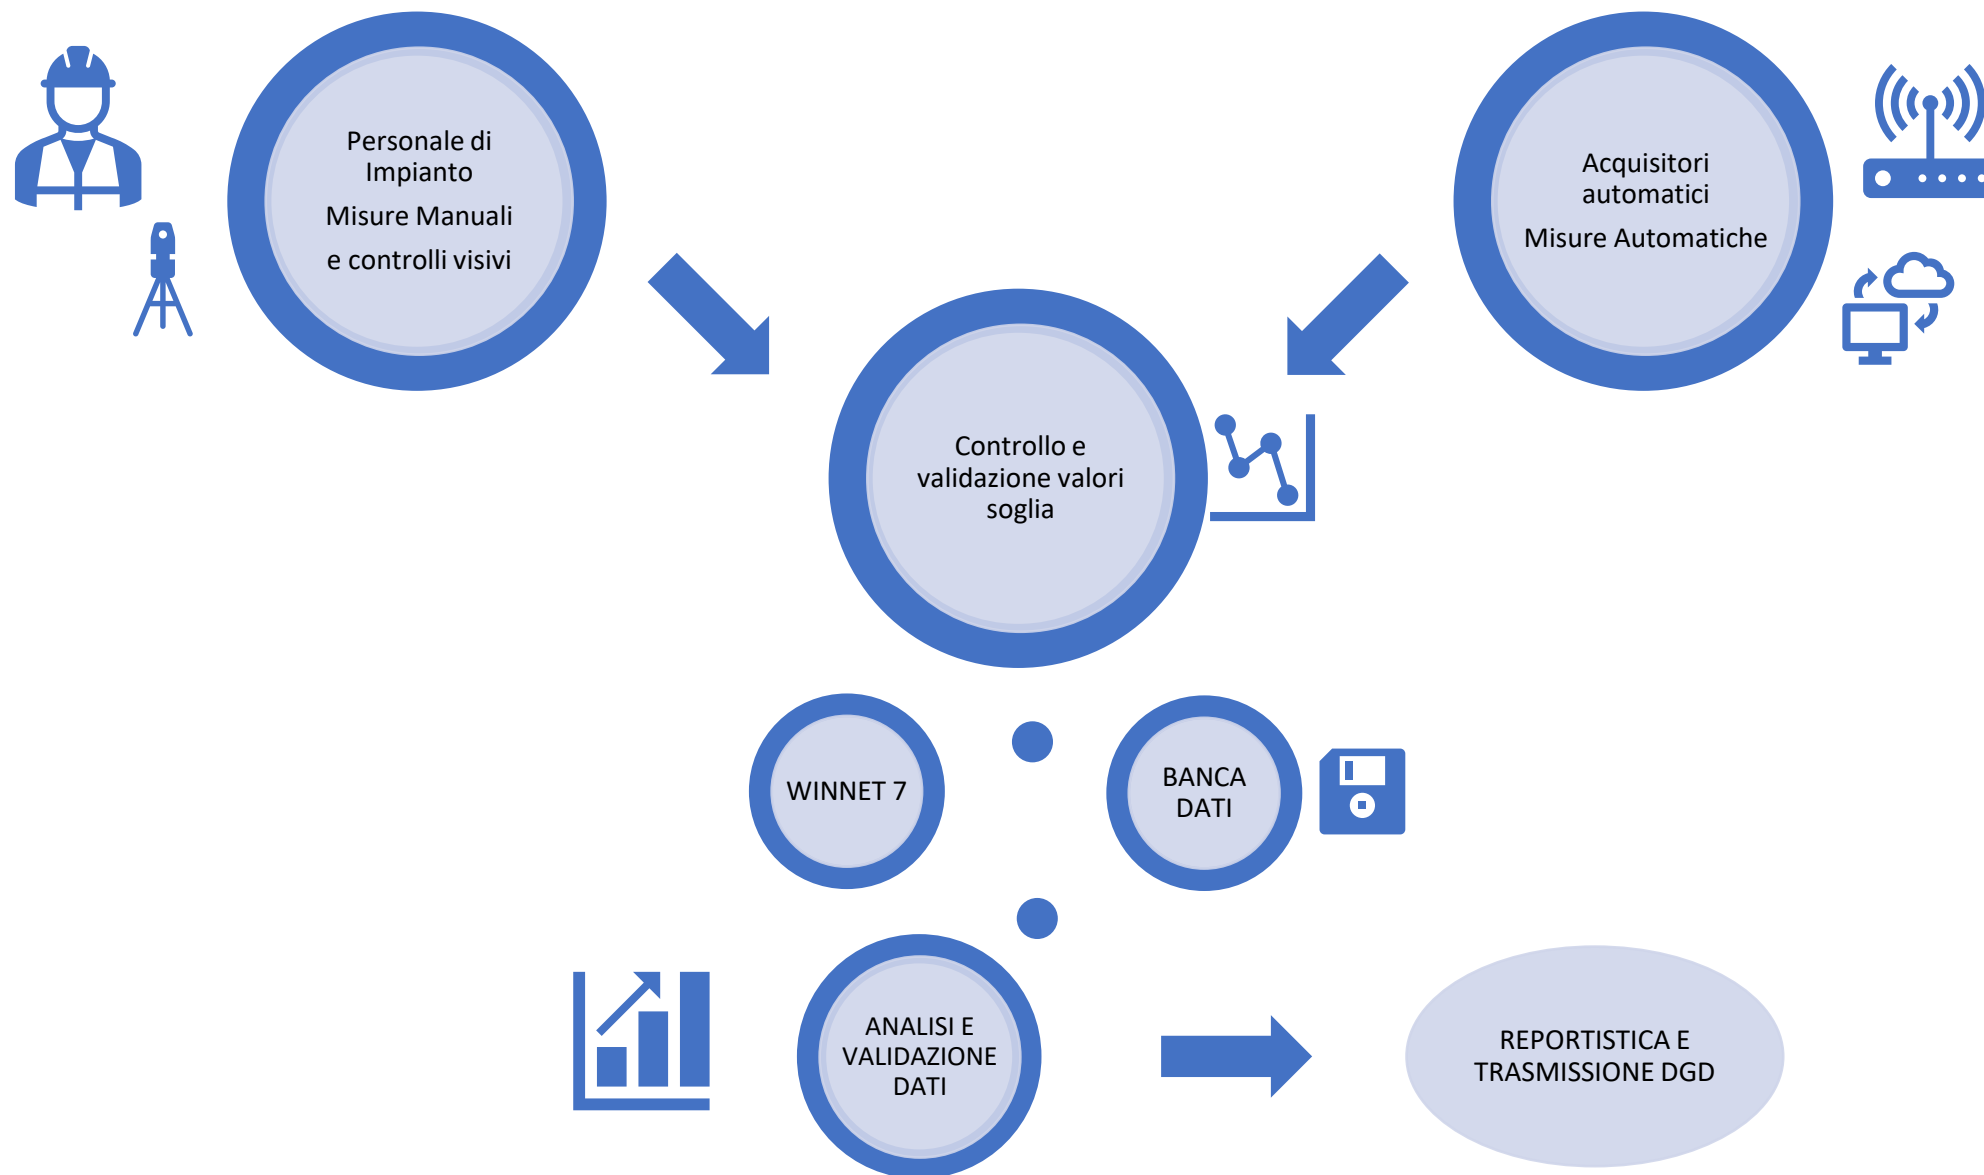 Personale di
Impianto
Misure Manuali
e controlli visivi
Acquisitori
automatici
Misure Automatiche
Controllo e
validazione valori
soglia
WINNET 7
BANCA
DATI
ANALISI E
VALIDAZIONE
DATI
REPORTISTICA E
TRASMISSIONE DGD